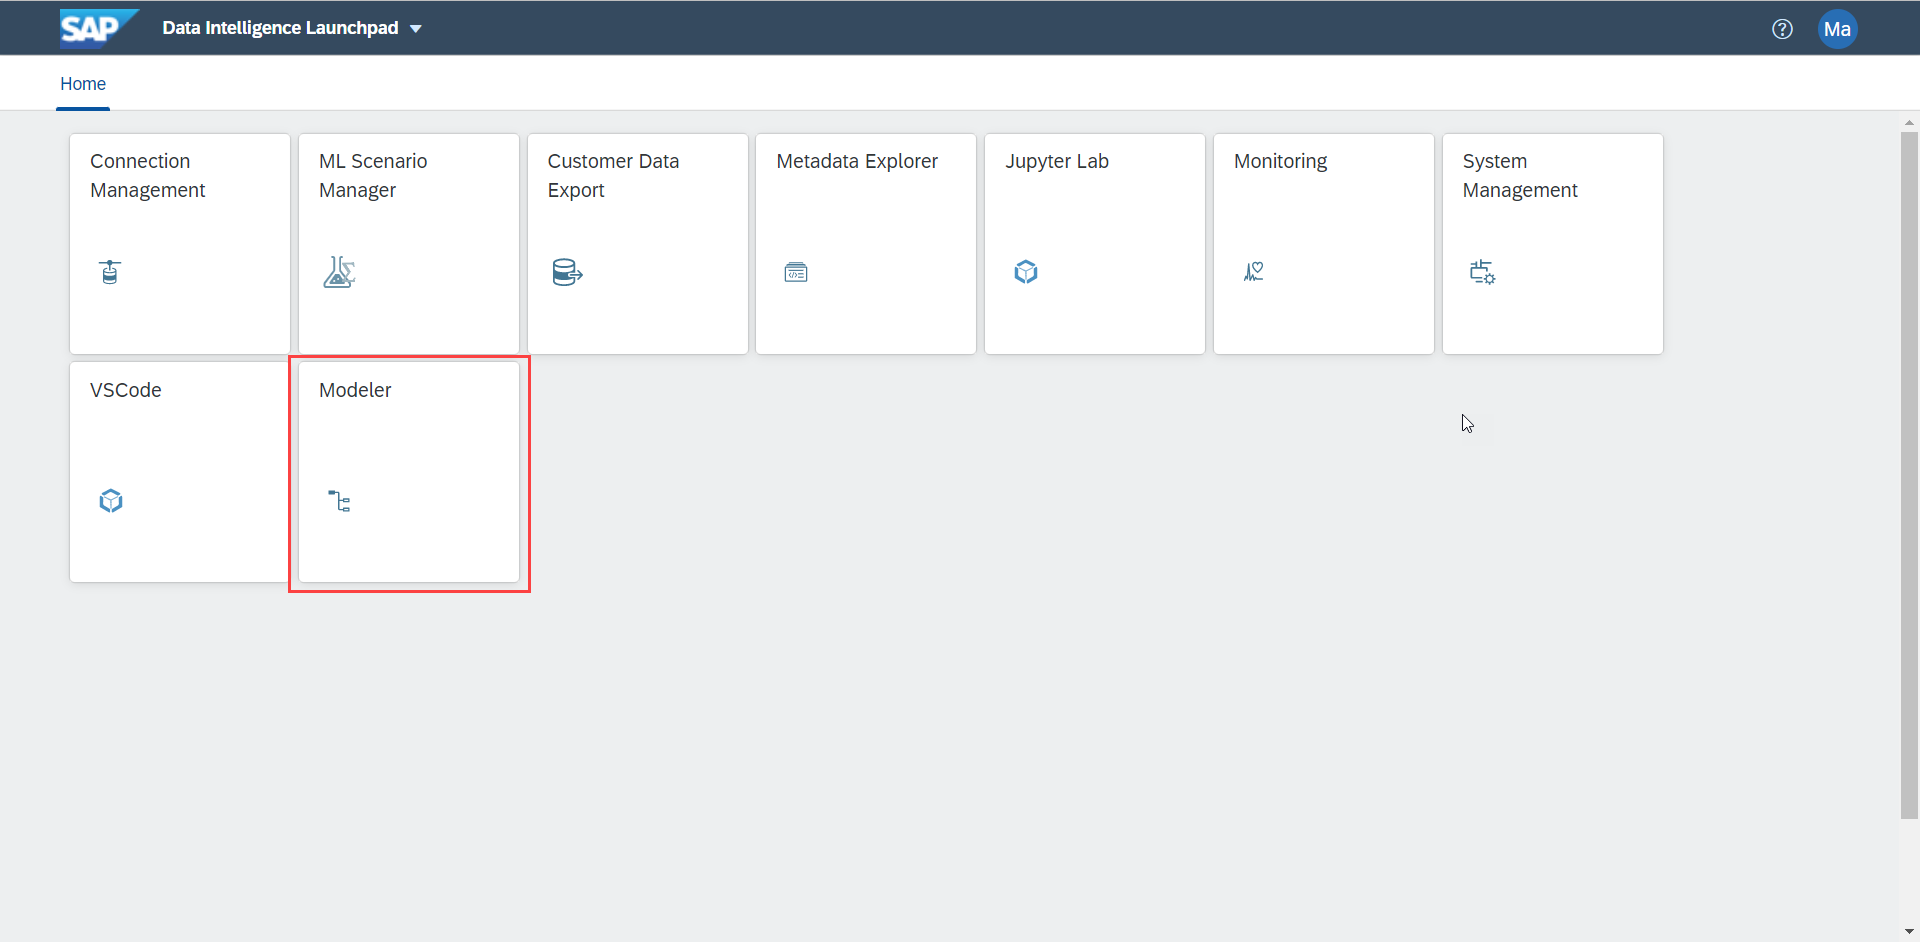 SAP Data Intelligence Launchpad
? Ma
Home
Connection
Management
ML Scenario
Manager
Customer Data
Export
Metadata Explorer
Jupyter Lab
Monitoring
System
Management
VSCode
Modeler